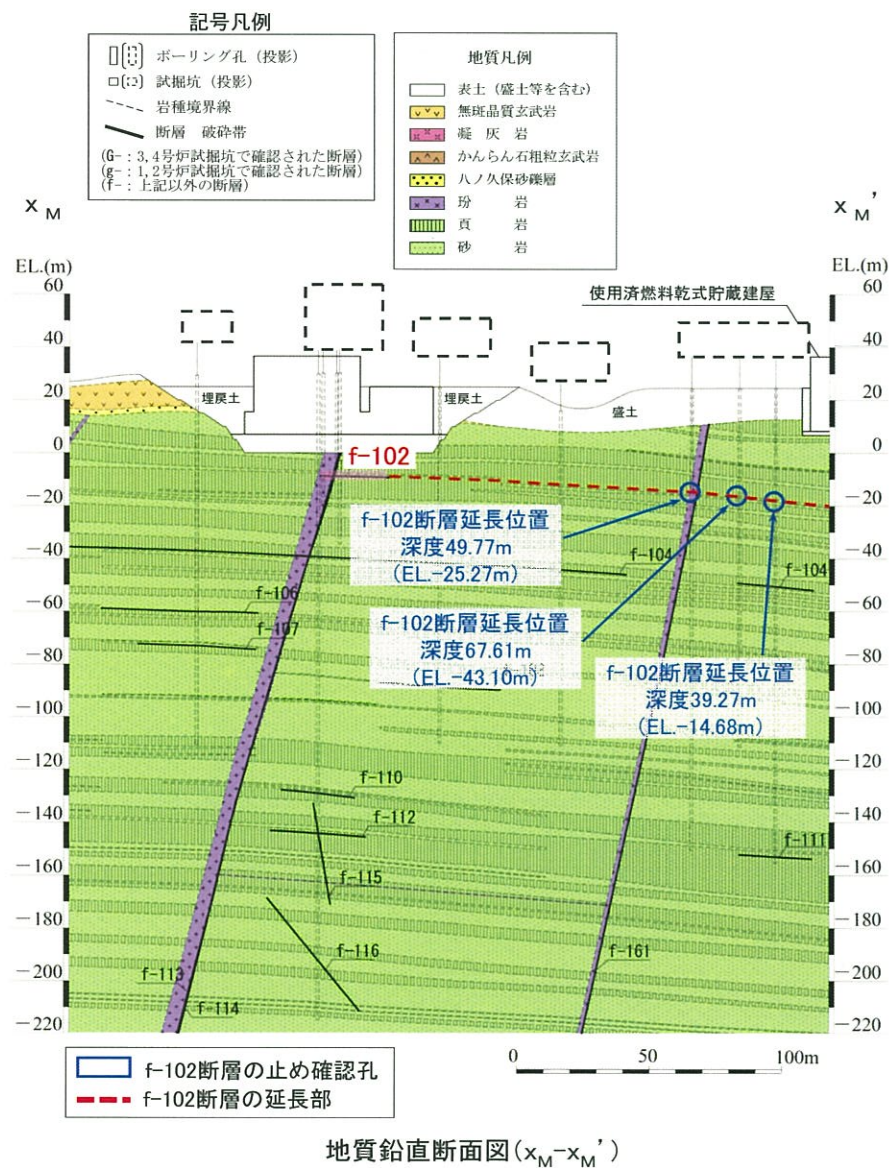 記号凡例
ボーリング孔（投影）
試掘坑（投影）
岩種境界線
断層 破砕帯
(G-：3,4号炉試掘坑で確認された断層)
(g-：1,2号炉試掘坑で確認された断層)
(f-：上記以外の断層)
地質凡例
表土（盛土等を含む）
無斑晶質玄武岩
凝灰岩
かんらん石粗粒玄武岩
八ノ久保砂礫層
玢岩
頁岩
砂岩
XM
XM'
EL.(m)
EL.(m)
使用済燃料乾式貯蔵建屋
60
40
20
0
-20
-40
-60
-80
-100
-120
-140
-160
-180
-200
-220
60
40
20
0
-20
-40
-60
-80
-100
-120
-140
-160
-180
-200
-220
埋戻土
埋戻土
盛土
f-102
f-102断層延長位置
深度49.77m
(EL.-25.27m)
f-104
f-104
f-106
f-107
f-102断層延長位置
深度67.61m
(EL.-43.10m)
f-102断層延長位置
深度39.27m
(EL.-14.68m)
f-110
f-112
f-111
f-115
f-116
f-161
f-113
f-114
f-102断層の止め確認孔
f-102断層の延長部
0 50 100m
地質鉛直断面図(XM-XM')